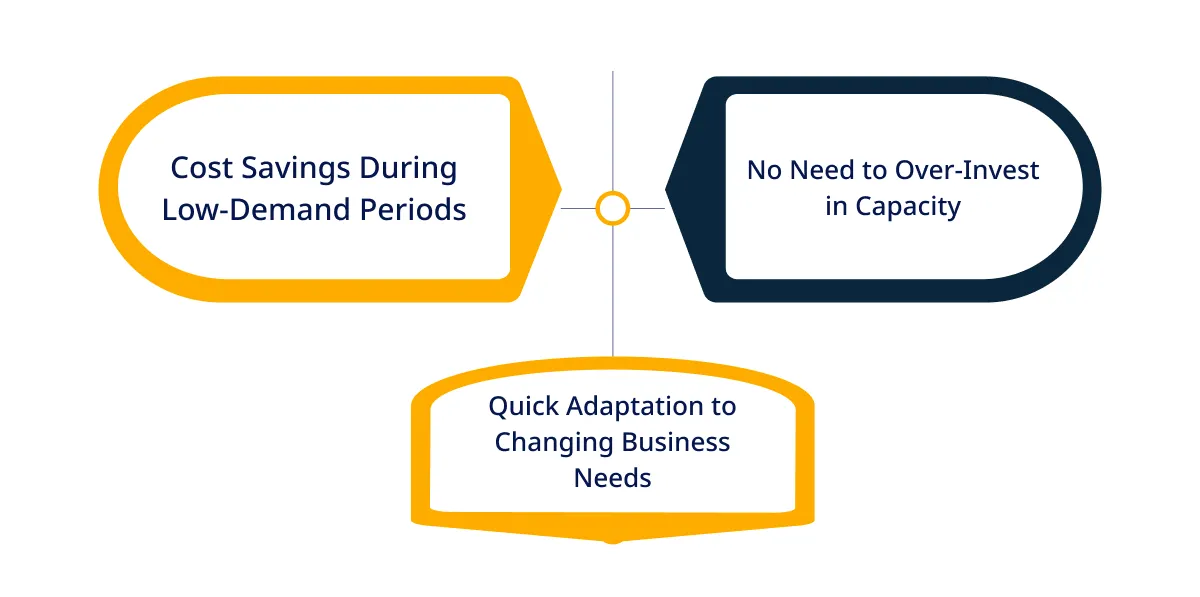 Cost Savings During
Low-Demand Periods
No Need to Over-Invest
in Capacity
Quick Adaptation to
Changing Business
Needs